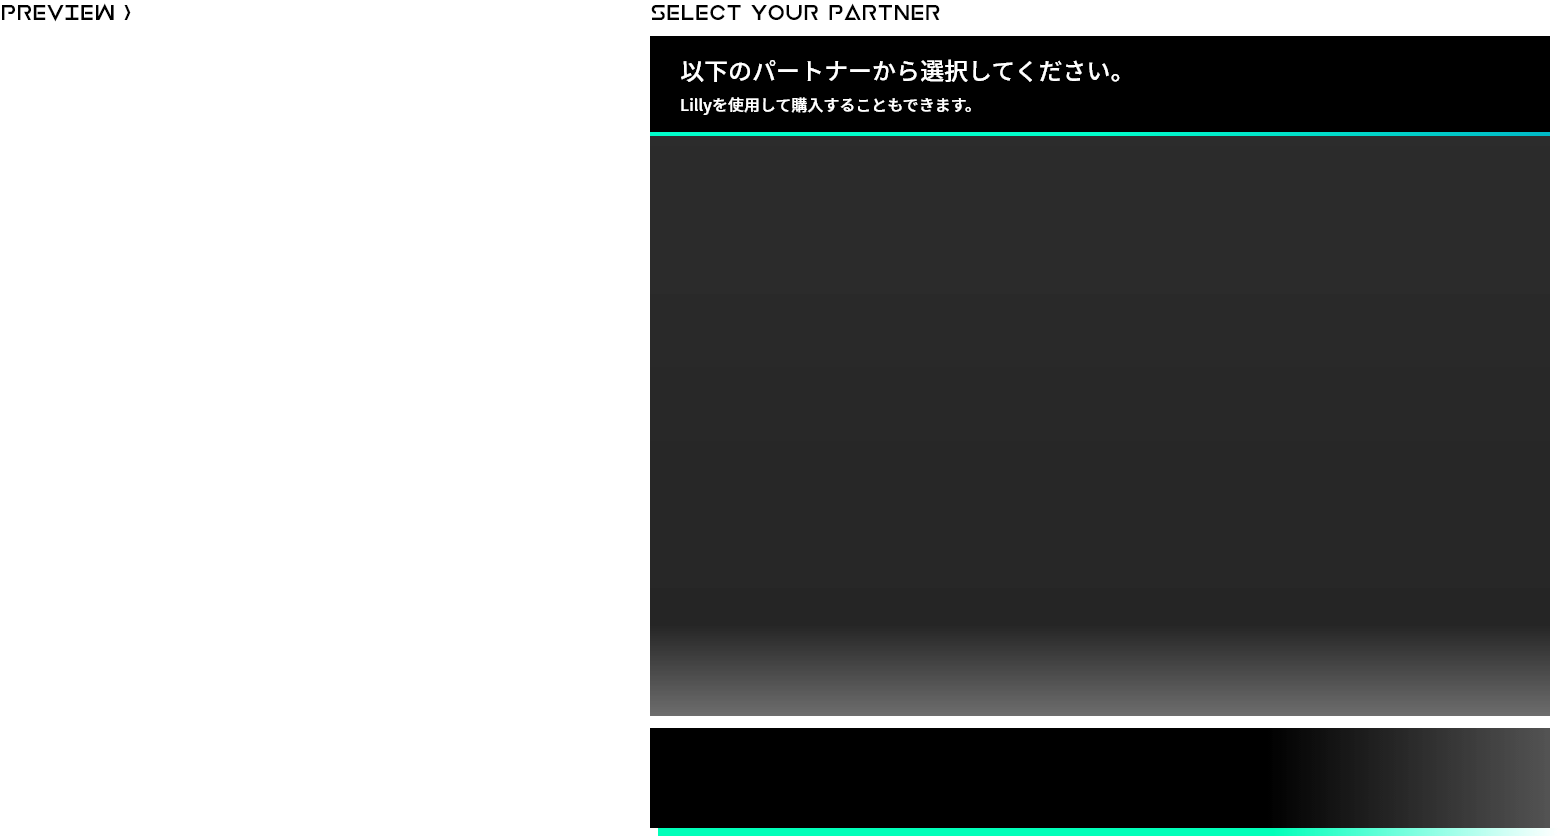 PREVIEW 〉
SELECT YOUR PARTNER
以下のパートナーから選択してください。
Lillyを使用して購入することもできます。